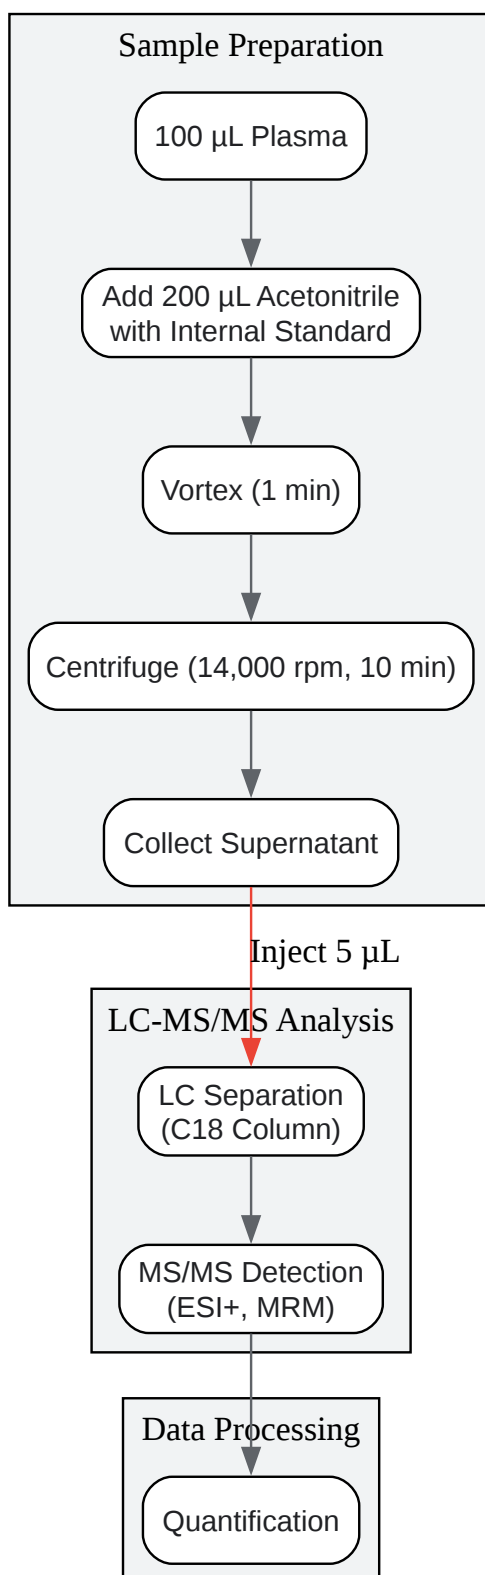 Sample Preparation
100 µL Plasma
Add 200 µL Acetonitrile
with Internal Standard
Vortex (1 min)
Centrifuge (14,000 rpm, 10 min)
Collect Supernatant
Inject 5 µL
LC-MS/MS Analysis
LC Separation
(C18 Column)
MS/MS Detection
(ESI+, MRM)
Data Processing
Quantification